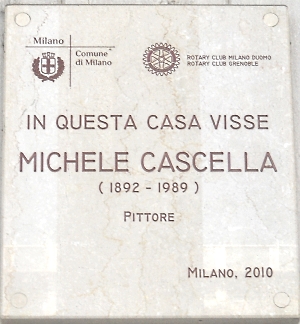 Milano
Comune
di Milano
ROTARY CLUB MILANO DUOMO
ROTARY CLUB GRENOBLE
IN QUESTA CASA VISSE
MICHELE CASCELLA
( 1892 - 1989 )
PITTORE
MILANO, 2010